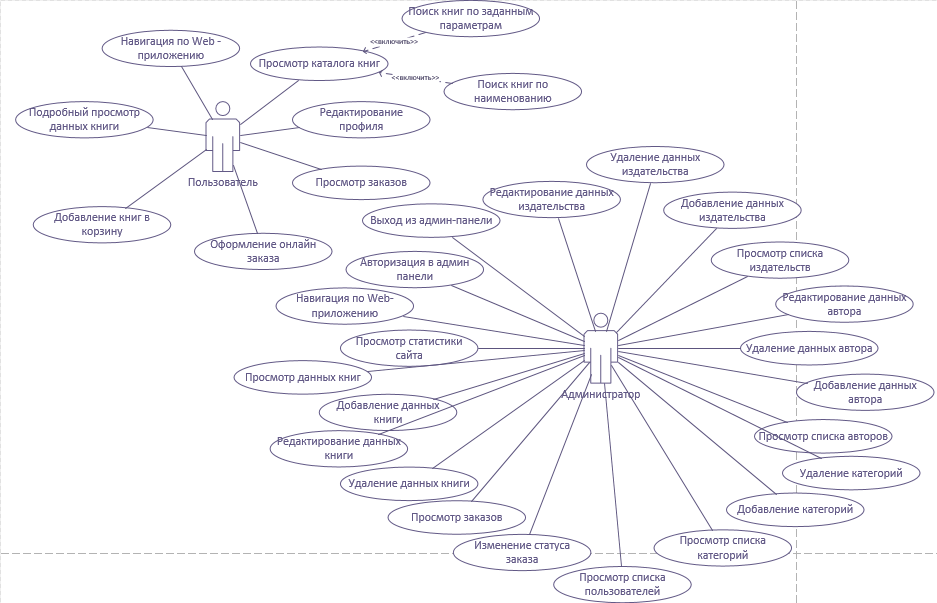 Поиск книг по заданным
параметрам
Навигация по Web -
приложению
<<включить>>
Просмотр каталога книг
<<включить>>
Поиск книг по
наименованию
Подробный просмотр
данных книги
Редактирование
профиля
Пользователь
Просмотр заказов
Добавление книг в
корзину
Оформление онлайн
заказа
Удаление данных
издательства
Редактирование данных
издательства
Добавление данных
издательства
Выход из админ-панели
Просмотр списка
издательств
Авторизация в админ
панели
Навигация по Web-
приложению
Редактирование данных
автора
Просмотр статистики
сайта
Удаление данных автора
Просмотр данных книг
Администратор
Добавление данных
автора
Добавление данных
книги
Просмотр списка авторов
Редактирование данных
книги
Удаление категорий
Удаление данных книги
Добавление категорий
Просмотр заказов
Изменение статуса
заказа
Просмотр списка
категорий
Просмотр списка
пользователей